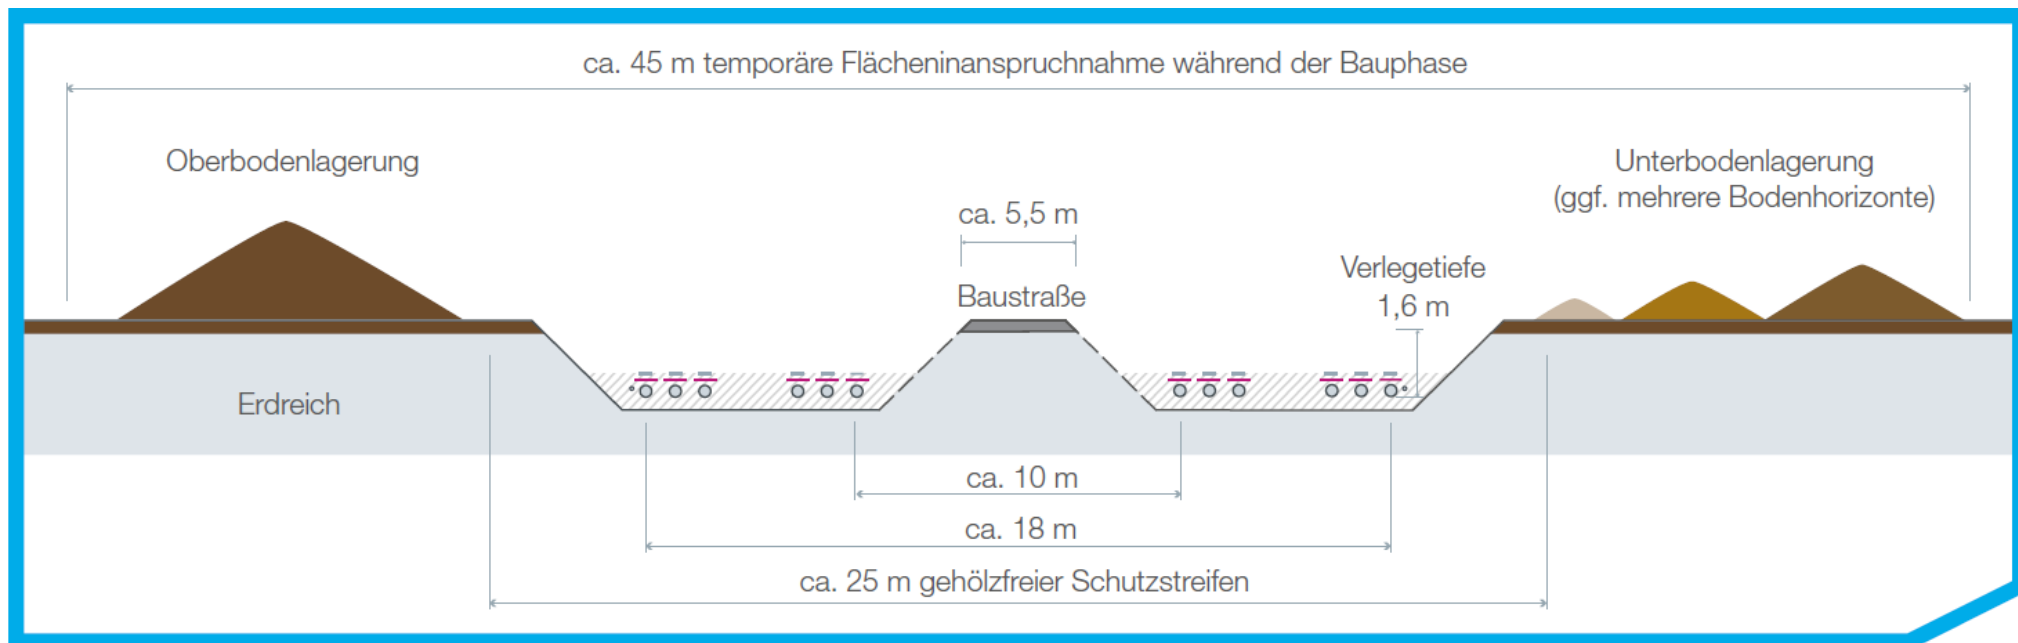 ca. 45 m temporäre Flächeninanspruchnahme während der Bauphase
Oberbodenlagerung
Unterbodenlagerung
(ggf. mehrere Bodenhorizonte)
ca. 5,5 m
Baustraße
Verlegetiefe
1,6 m
Erdreich
ca. 10 m
ca. 18 m
ca. 25 m gehölzfreier Schutzstreifen